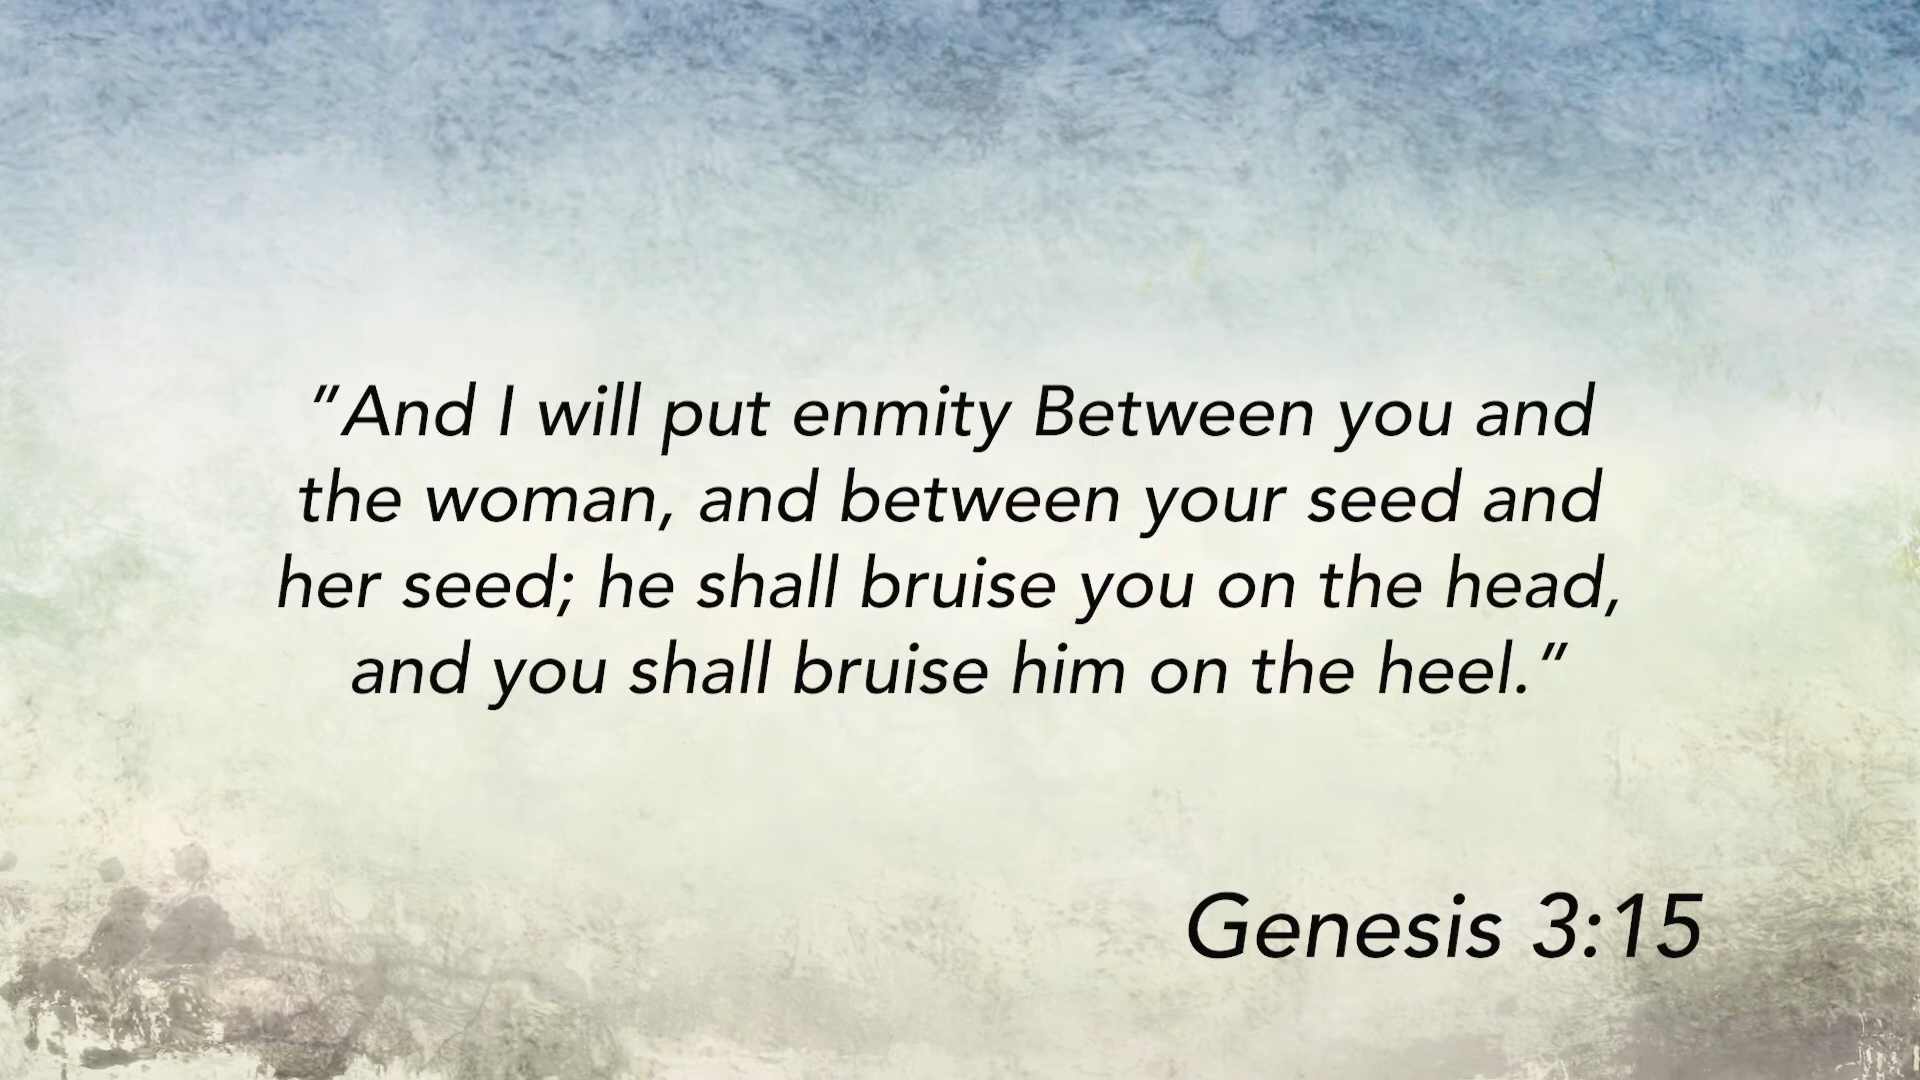 "And I will put enmity Between you and
the woman, and between your seed and
her seed; he shall bruise you on the head,
and you shall bruise him on the heel."
Genesis 3:15